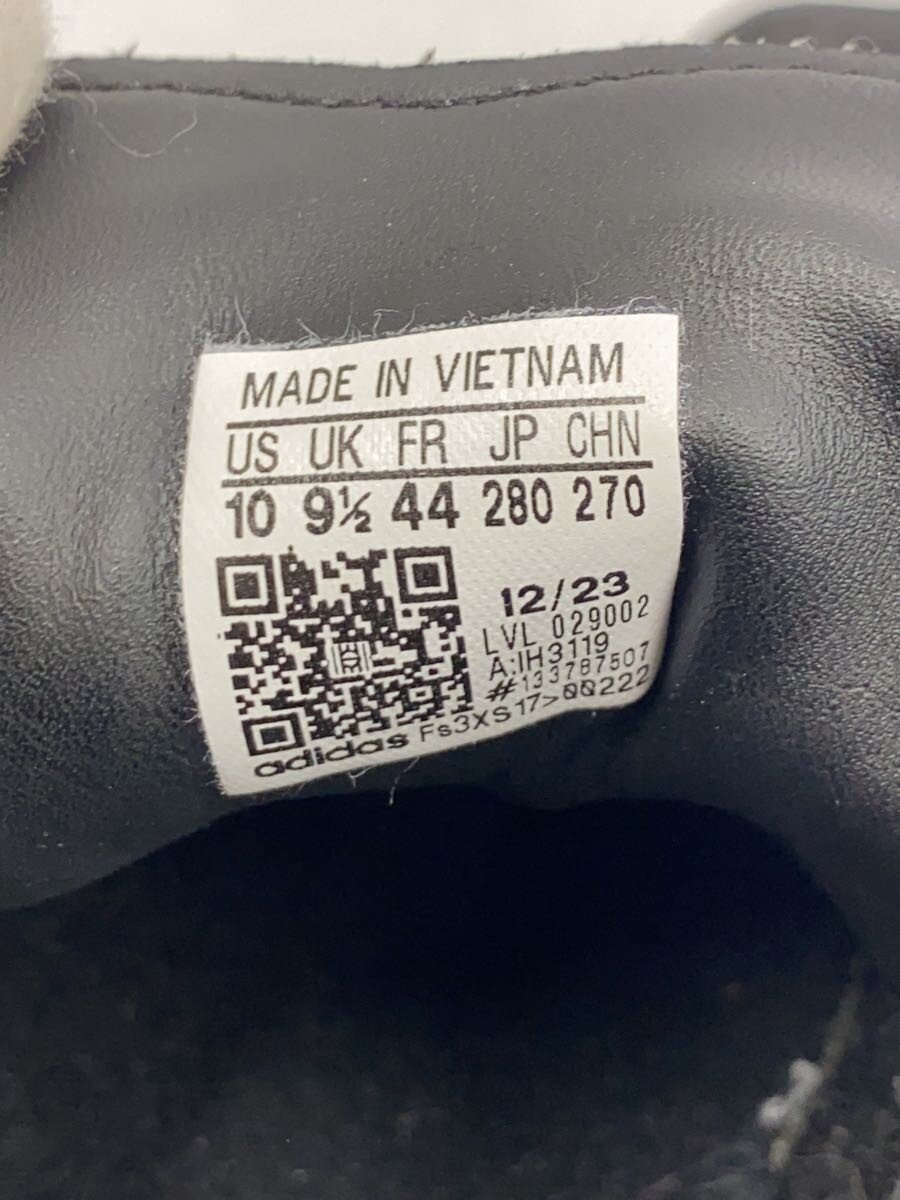 MADE IN VIETNAM
US UK FR JP CHN
10 9½ 44 280 270
12/23
LVL 029002
A:IH3119
#133787507
adidas Fs3XS17>00222